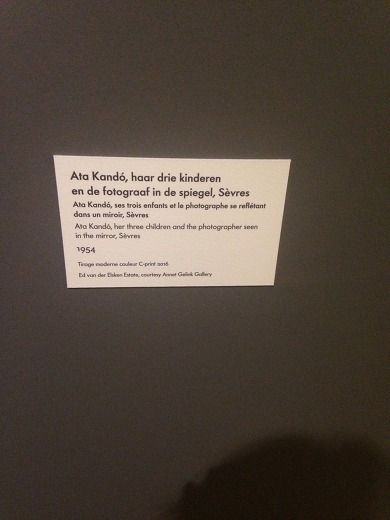 Ata Kandó, haar drie kinderen
en de fotograaf in de spiegel, Sèvres
Ata Kandó, ses trois enfants et le photographe se reflétant
dans un miroir, Sèvres
Ata Kandó, her three children and the photographer seen
in the mirror, Sèvres
1954
Tirage moderne couleur C-print 2016
Ed van der Elsken Estate, courtesy Annet Gelink Gallery